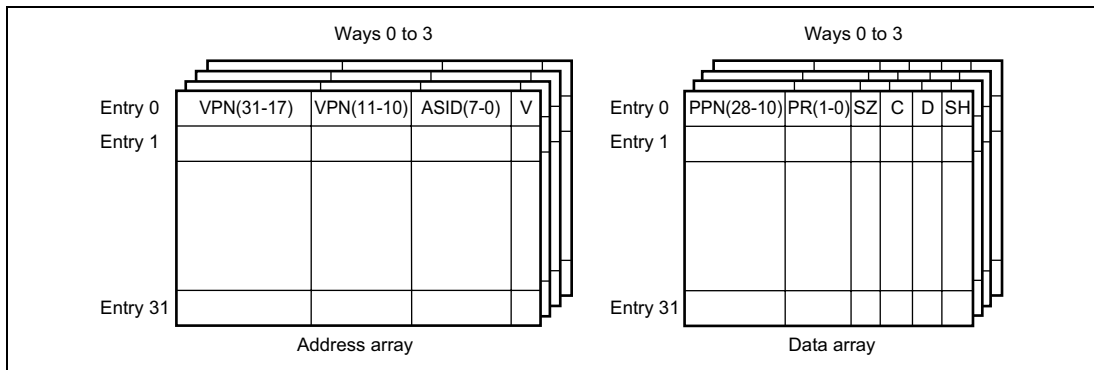 Ways 0 to 3
Entry 0 VPN(31-17) VPN(11-10) ASID(7-0) V
Entry 1
Entry 31
Address array
Ways 0 to 3
Entry 0 PPN(28-10) PR(1-0) SZ C D SH
Entry 1
Entry 31
Data array